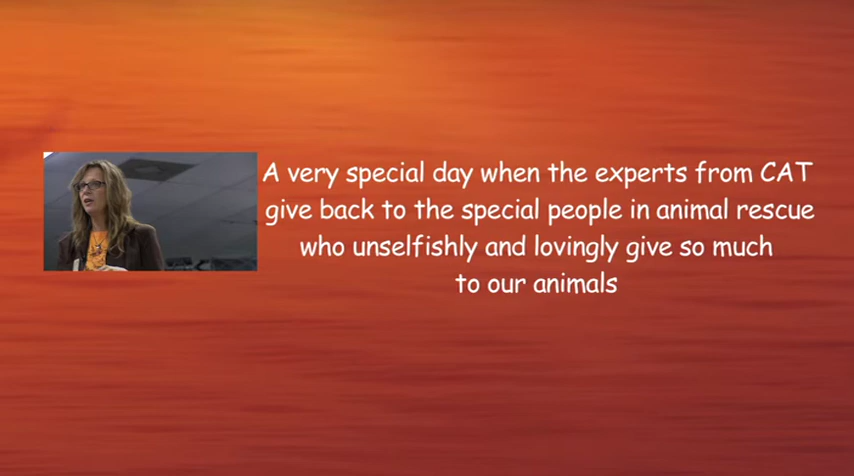 A very special day when the experts from CAT
give back to the special people in animal rescue
who unselfishly and lovingly give so much
to our animals